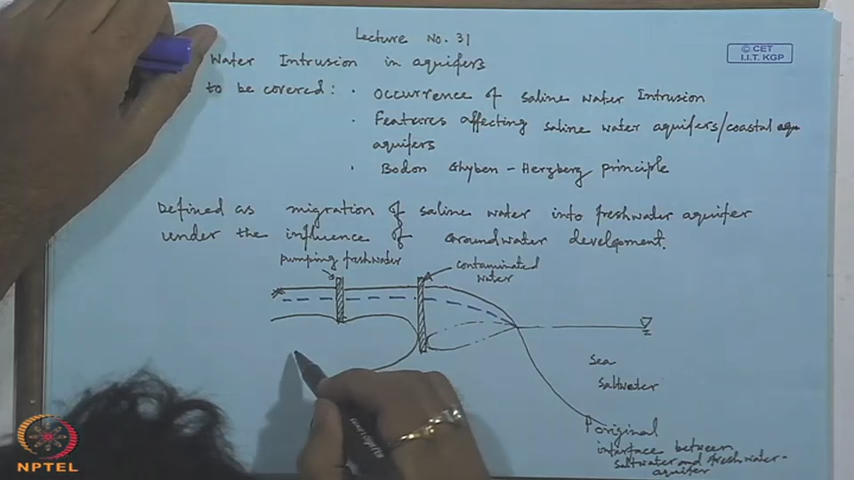 Lecture No. 31
© CET
I.I.T. KGP
Water Intrusion in aquifers
to be covered : · Occurrence of saline water Intrusion
· Features affecting saline water aquifers/coastal aqu
aquifers
· Bodon Ghyben - Herzberg principle
Defined as migration of saline water into freshwater aquifer
under the influence of Groundwater development.
pumping freshwater
contaminated
water
Sea
saltwater
original
interface between
saltwater and freshwater-
aquifer
NPTEL